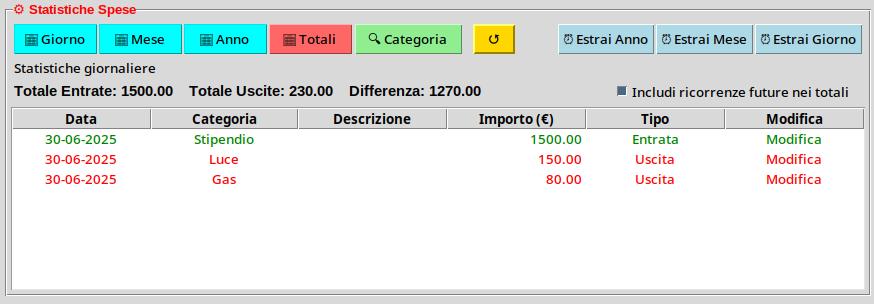 Statistiche Spese
Giorno Mese Anno Totali Categoria ↺ Estrai Anno Estrai Mese Estrai Giorno
Statistiche giornaliere
Totale Entrate: 1500.00 Totale Uscite: 230.00 Differenza: 1270.00 Includi ricorrenze future nei totali
Data Categoria Descrizione Importo (€) Tipo Modifica
30-06-2025 Stipendio 1500.00 Entrata Modifica
30-06-2025 Luce 150.00 Uscita Modifica
30-06-2025 Gas 80.00 Uscita Modifica